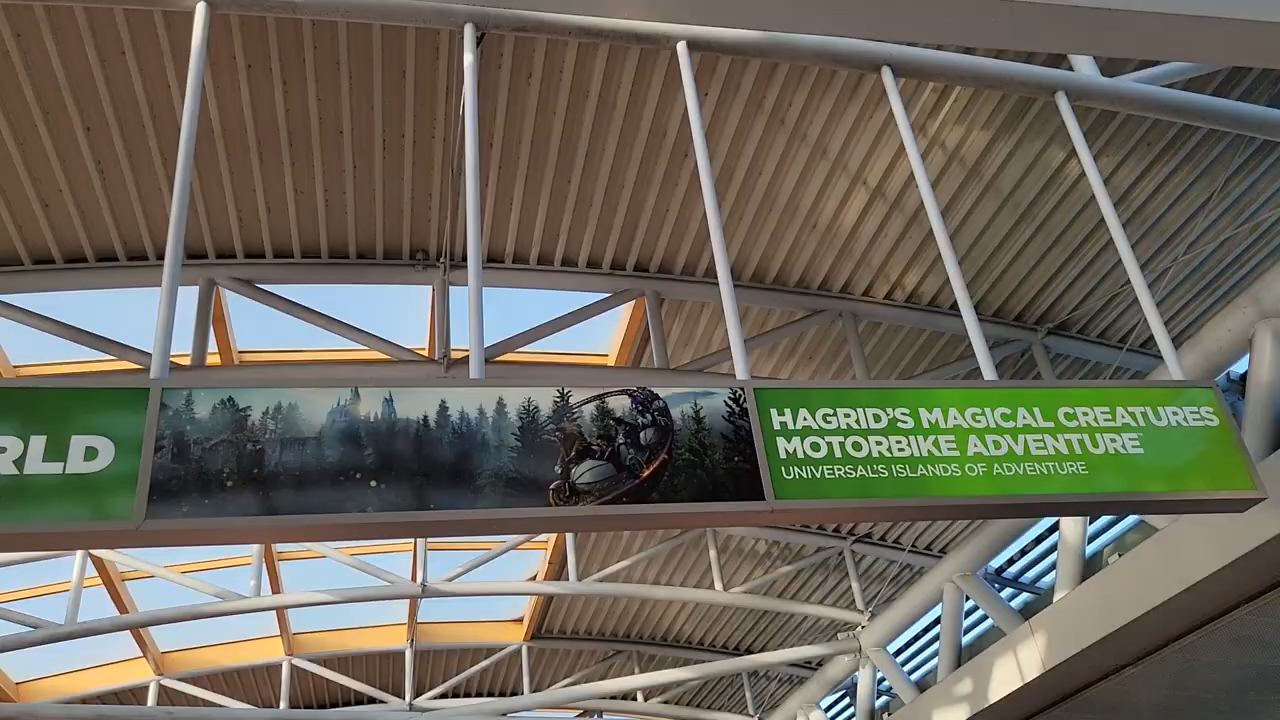 RLD
HAGRID'S MAGICAL CREATURES
MOTORBIKE ADVENTURE
UNIVERSAL'S ISLANDS OF ADVENTURE